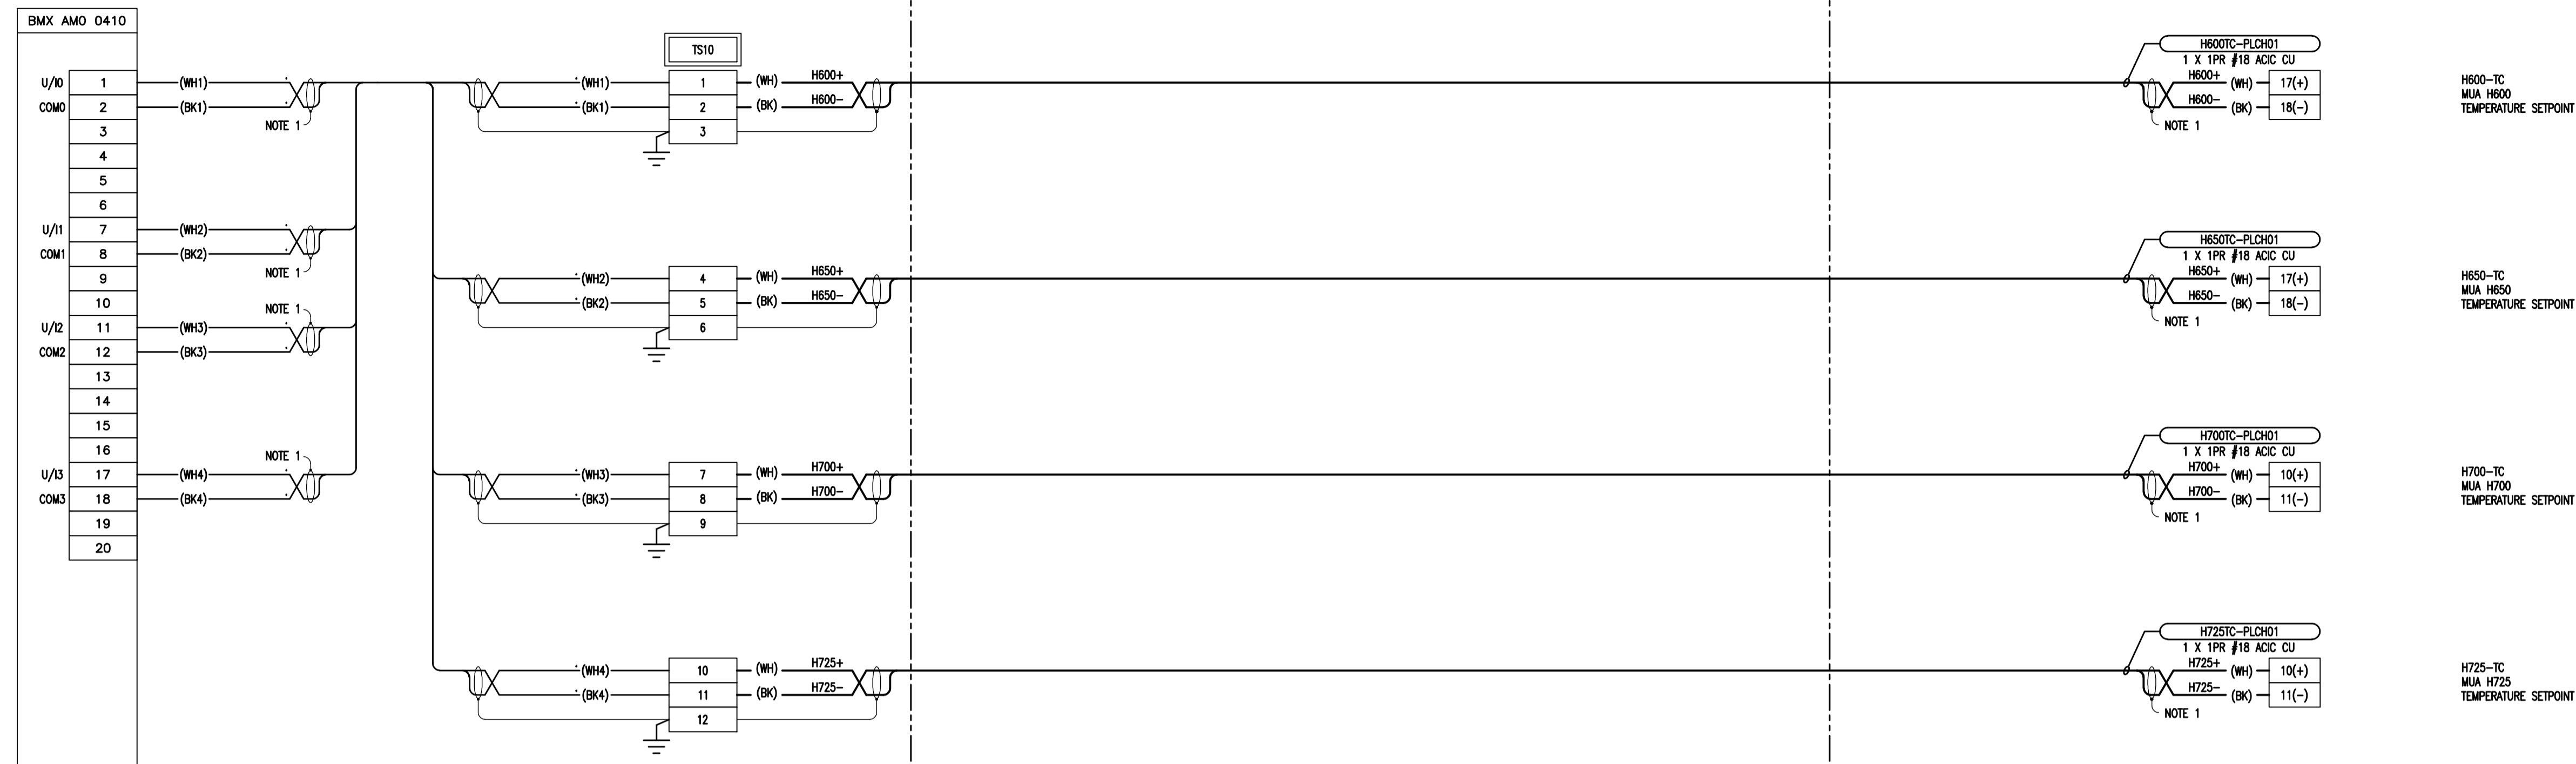 BMX AMO 0410
TS10
H600TC-PLCH01
1 X 1PR #18 ACIC CU
U/I0 1 (WH1) (WH1) 1 (WH) H600+ H600+ (WH) 17(+)
COM0 2 (BK1) (BK1) 2 (BK) H600- H600- (BK) 18(-)
H600-TC
MUA H600
TEMPERATURE SETPOINT
NOTE 1
NOTE 1
3 3
4
5
6
H650TC-PLCH01
1 X 1PR #18 ACIC CU
U/I1 7 (WH2)
COM1 8 (BK2)
NOTE 1
9 (WH2) 4 (WH) H650+ H650+ (WH) 17(+)
10 (BK2) 5 (BK) H650- H650- (BK) 18(-)
H650-TC
MUA H650
TEMPERATURE SETPOINT
NOTE 1
NOTE 1
U/I2 11 (WH3) 6
COM2 12 (BK3)
13
14
15
16
H700TC-PLCH01
1 X 1PR #18 ACIC CU
NOTE 1
U/I3 17 (WH4) (WH3) 7 (WH) H700+ H700+ (WH) 10(+)
COM3 18 (BK4) (BK3) 8 (BK) H700- H700- (BK) 11(-)
H700-TC
MUA H700
TEMPERATURE SETPOINT
NOTE 1
19 9
20
H725TC-PLCH01
1 X 1PR #18 ACIC CU
(WH4) 10 (WH) H725+ H725+ (WH) 10(+)
(BK4) 11 (BK) H725- H725- (BK) 11(-)
12
H725-TC
MUA H725
TEMPERATURE SETPOINT
NOTE 1